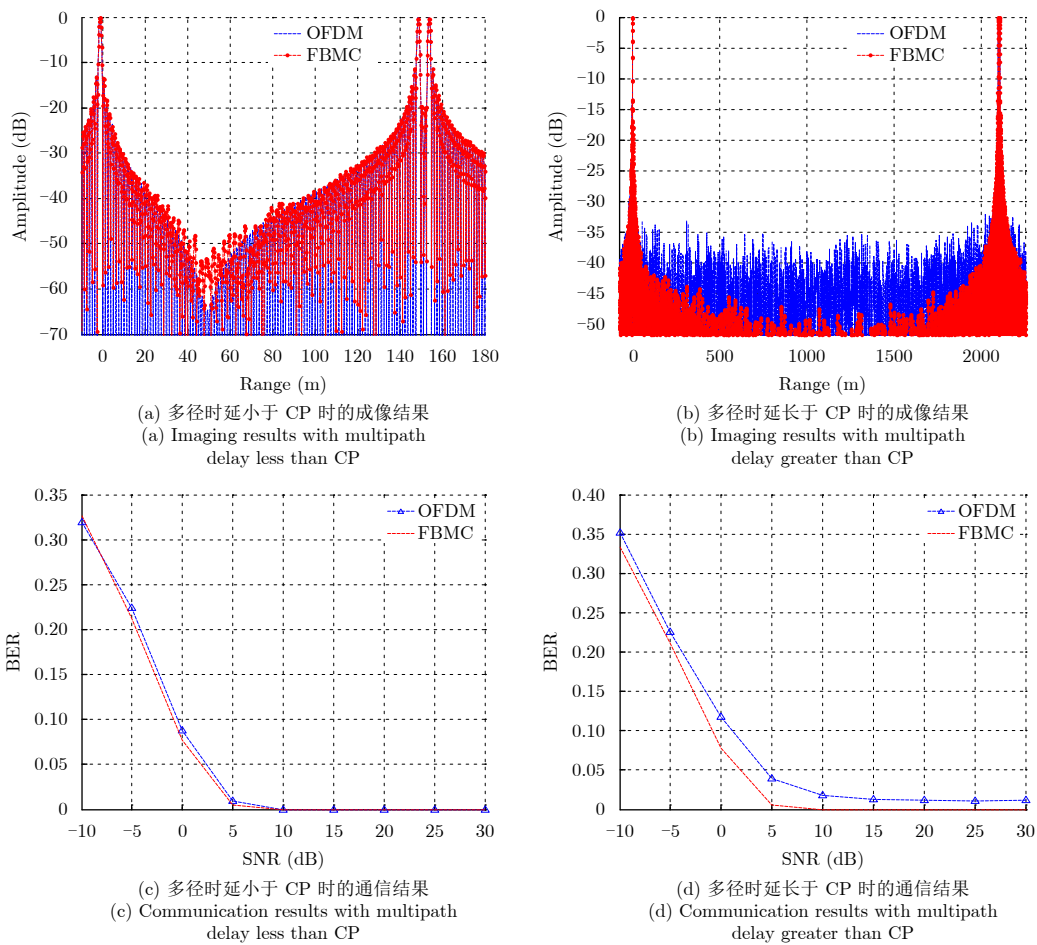 0
−10
−20
−30
−40
−50
−60
−70
Amplitude (dB)
OFDM
FBMC
0 20 40 60 80 100 120 140 160 180
Range (m)
(a) 多径时延小于 CP 时的成像结果
(a) Imaging results with multipath
delay less than CP
0
−5
−10
−15
−20
−25
−30
−35
−40
−45
−50
Amplitude (dB)
OFDM
FBMC
0 500 1000 1500 2000
Range (m)
(b) 多径时延长于 CP 时的成像结果
(b) Imaging results with multipath
delay greater than CP
0.35
0.30
0.25
0.20
0.15
0.10
0.05
0
BER
OFDM
FBMC
−10 −5 0 5 10 15 20 25 30
SNR (dB)
(c) 多径时延小于 CP 时的通信结果
(c) Communication results with multipath
delay less than CP
0.40
0.35
0.30
0.25
0.20
0.15
0.10
0.05
0
BER
OFDM
FBMC
−10 −5 0 5 10 15 20 25 30
SNR (dB)
(d) 多径时延长于 CP 时的通信结果
(d) Communication results with multipath
delay greater than CP